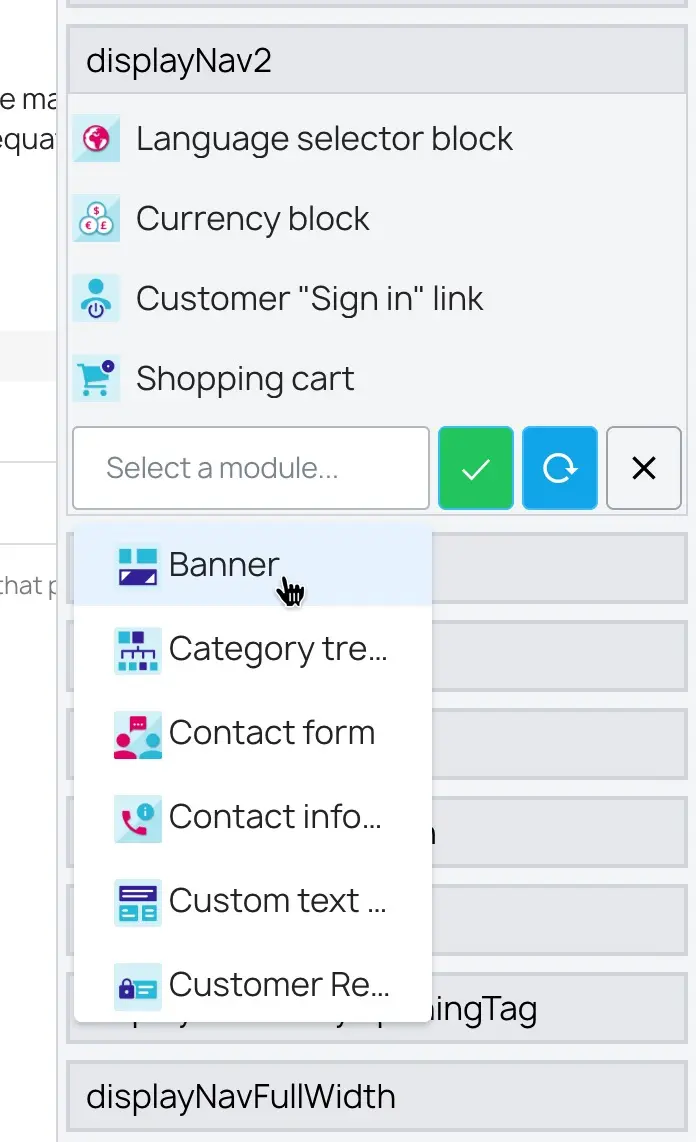 displayNav2
e ma
Language selector block
equat
Currency block
Customer "Sign in" link
Shopping cart
Select a module...
Banner
that p
Category tre...
Contact form
Contact info...
Custom text ...
Customer Re...
ingTag
displayNavFullWidth